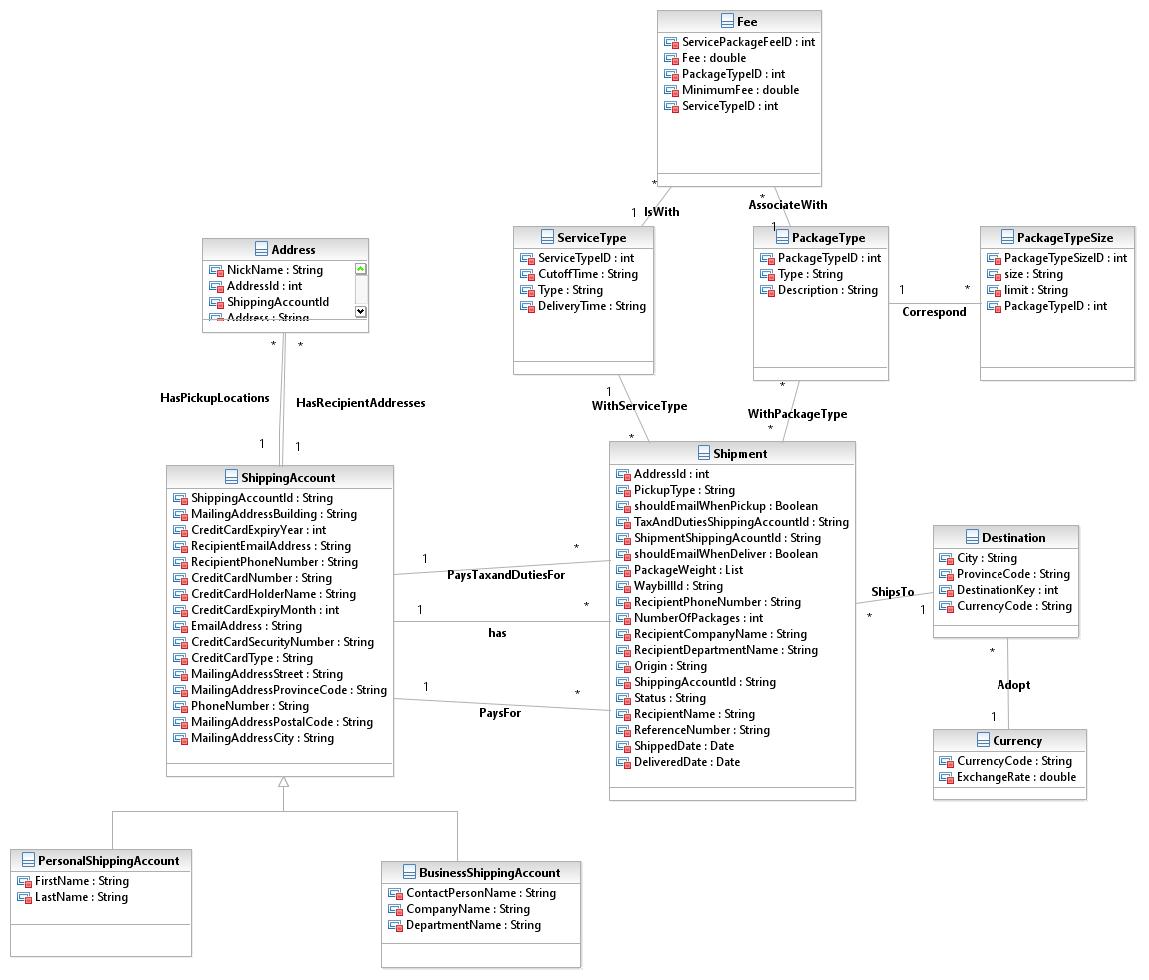 Fee
ServicePackageFeeID : int
Fee : double
PackageTypeID : int
MinimumFee : double
ServiceTypeID : int
*
*
1 IsWith
AssociateWith
1
ServiceType
ServiceTypeID : int
CutoffTime : String
Type : String
DeliveryTime : String
PackageType
PackageTypeID : int
Type : String
Description : String
1
*
Correspond
PackageTypeSize
PackageTypeSizeID : int
size : String
limit : String
PackageTypeID : int
Address
NickName : String
AddressId : int
ShippingAccountId
Address : String
*
*
HasPickupLocations
HasRecipientAddresses
1
1
1
WithServiceType
*
*
WithPackageType
*
ShippingAccount
ShippingAccountId : String
MailingAddressBuilding : String
CreditCardExpiryYear : int
RecipientEmailAddress : String
RecipientPhoneNumber : String
CreditCardNumber : String
CreditCardHolderName : String
CreditCardExpiryMonth : int
EmailAddress : String
CreditCardSecurityNumber : String
CreditCardType : String
MailingAddressStreet : String
MailingAddressProvinceCode : String
PhoneNumber : String
MailingAddressPostalCode : String
MailingAddressCity : String
1
*
PaysTaxandDutiesFor
1
*
has
1
*
PaysFor
Shipment
AddressId : int
PickupType : String
shouldEmailWhenPickup : Boolean
TaxAndDutiesShippingAccountId : String
ShipmentShippingAcountId : String
shouldEmailWhenDeliver : Boolean
PackageWeight : List
WaybillId : String
RecipientPhoneNumber : String
NumberOfPackages : int
RecipientCompanyName : String
RecipientDepartmentName : String
Origin : String
ShippingAccountId : String
Status : String
RecipientName : String
ReferenceNumber : String
ShippedDate : Date
DeliveredDate : Date
ShipsTo
*
1
Destination
City : String
ProvinceCode : String
DestinationKey : int
CurrencyCode : String
*
Adopt
1
Currency
CurrencyCode : String
ExchangeRate : double
PersonalShippingAccount
FirstName : String
LastName : String
BusinessShippingAccount
ContactPersonName : String
CompanyName : String
DepartmentName : String